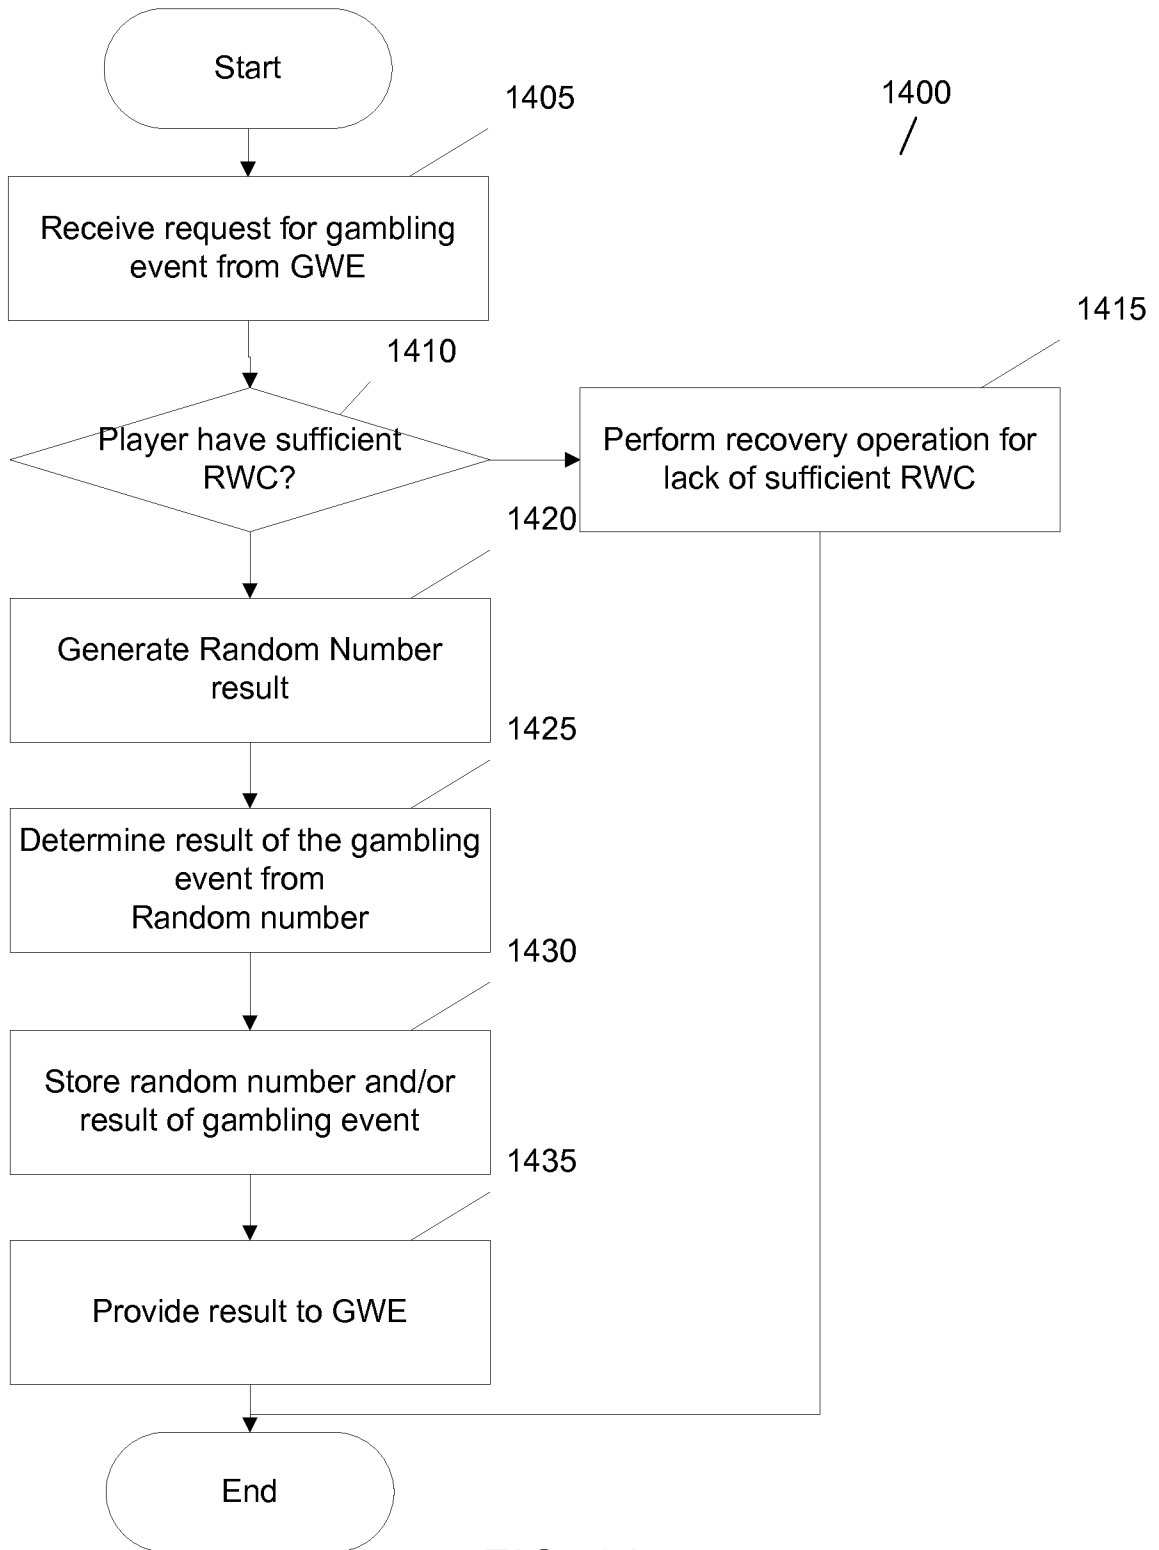 Start
1405
1400
Receive request for gambling
event from GWE
1415
1410
Player have sufficient
RWC?
Perform recovery operation for
lack of sufficient RWC
1420
Generate Random Number
result
1425
Determine result of the gambling
event from
Random number
1430
Store random number and/or
result of gambling event
1435
Provide result to GWE
End